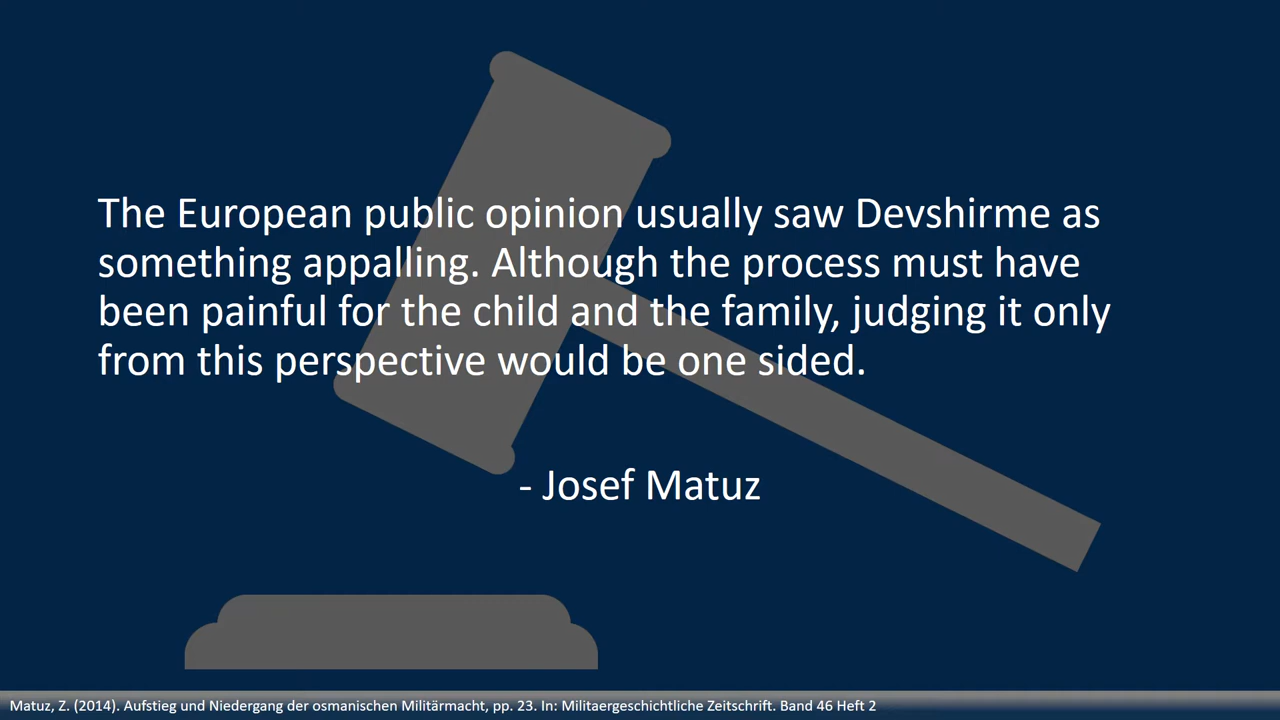 The European public opinion usually saw Devshirme as
something appalling. Although the process must have
been painful for the child and the family, judging it only
from this perspective would be one sided.
- Josef Matuz
Matuz, Z. (2014). Aufstieg und Niedergang der osmanischen Militärmacht, pp. 23. In: Militaergeschichtliche Zeitschrift. Band 46 Heft 2